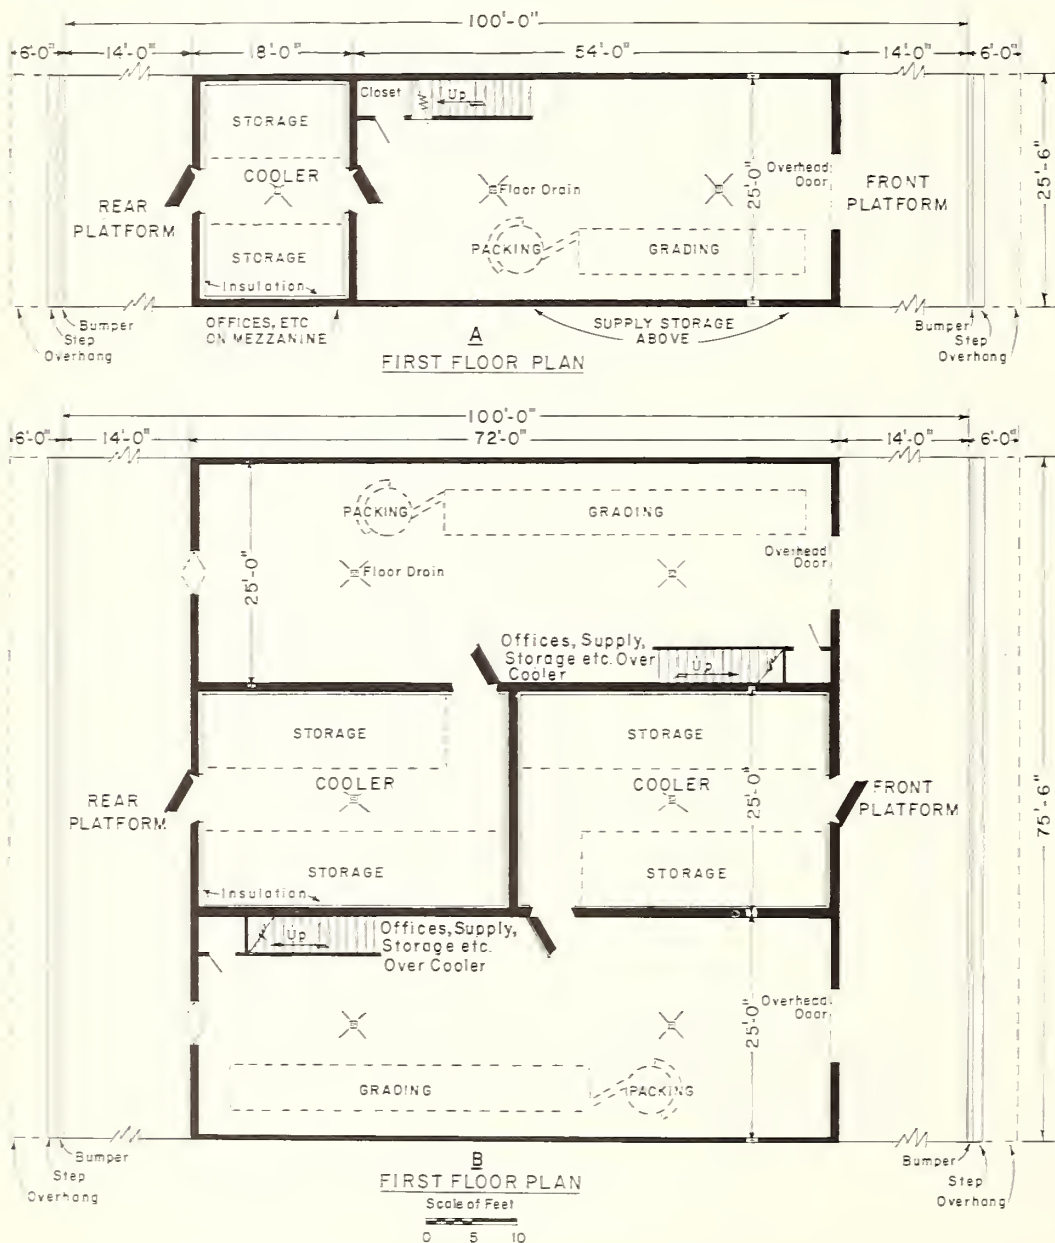 100'-0"
6'-0" 14'-0" 18'-0" 54'-0" 14'-0" 6'-0"
Closet
Up
STORAGE
COOLER
Floor Drain
Overhead
Door
25'-0"
25'-6"
REAR
PLATFORM
FRONT
PLATFORM
STORAGE
PACKING
GRADING
Insulation
Bumper
Step
Overhang
OFFICES, ETC
ON MEZZANINE
SUPPLY STORAGE
ABOVE
Bumper
Step
Overhang
A
FIRST FLOOR PLAN
100'-0"
6'-0" 14'-0" 72'-0" 14'-0" 6'-0"
PACKING
GRADING
25'-0"
Floor Drain
Overhead
Door
Offices, Supply,
Storage etc. Over
Cooler
Up
STORAGE
STORAGE
COOLER
COOLER
25'-0"
75'-6"
REAR
PLATFORM
FRONT
PLATFORM
STORAGE
STORAGE
Insulation
Up
Offices, Supply,
Storage etc.
Over Cooler
25'-0"
Overhead
Door
GRADING
PACKING
Bumper
Step
Overhang
Bumper
Step
Overhang
B
FIRST FLOOR PLAN
Scale of Feet
0 5 10